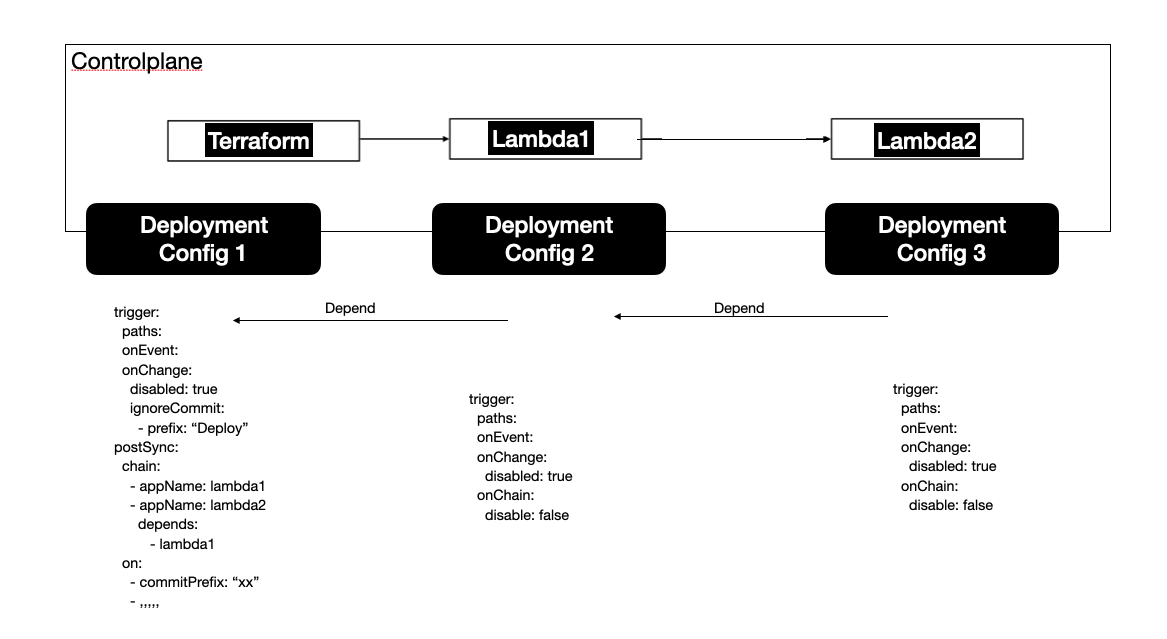 Controlplane
Terraform
Lambda1
Lambda2
Deployment
Config 1
Deployment
Config 2
Deployment
Config 3
Depend
Depend
trigger:
paths:
onEvent:
onChange:
disabled: true
ignoreCommit:
- prefix: “Deploy”
postSync:
chain:
- appName: lambda1
- appName: lambda2
depends:
- lambda1
on:
- commitPrefix: “xx”
- ,,,,,
trigger:
paths:
onEvent:
onChange:
disabled: true
onChain:
disable: false
trigger:
paths:
onEvent:
onChange:
disabled: true
onChain:
disable: false